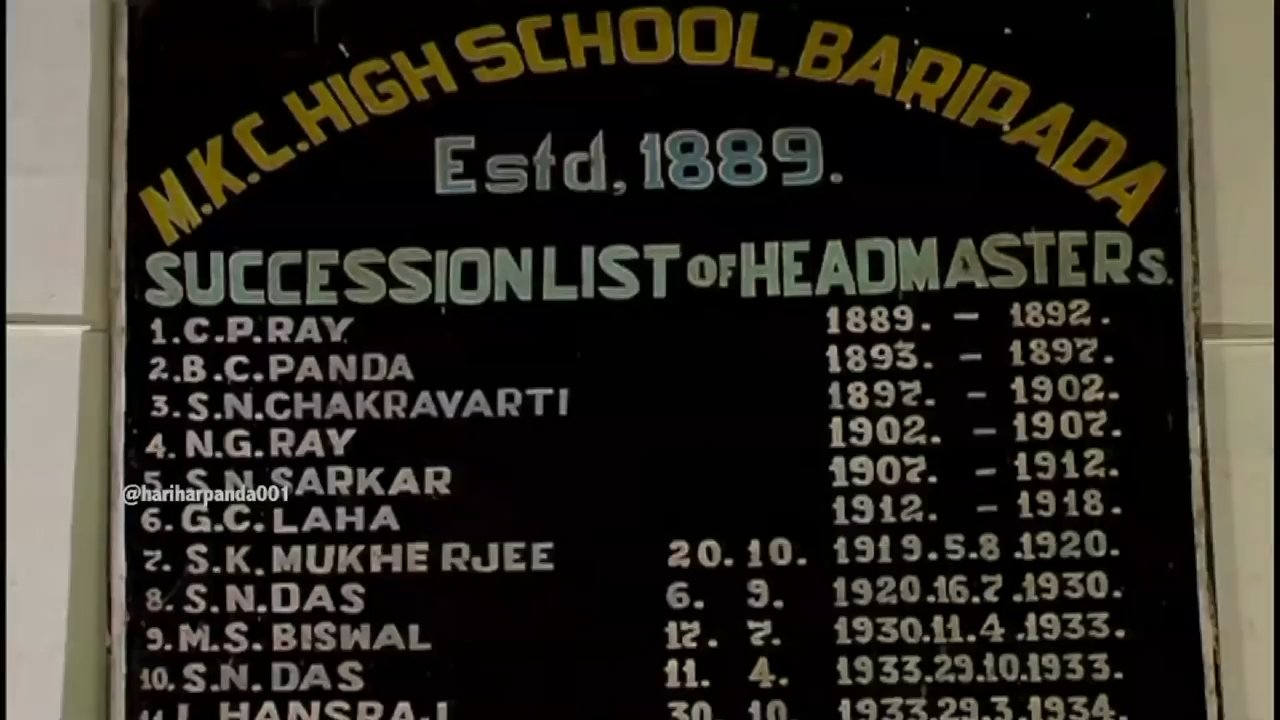 M.K.C. HIGH SCHOOL, BARIPADA
Estd, 1889.
SUCCESSION LIST OF HEADMASTERS.
1. C.P. RAY 1889. – 1892.
2. B.C. PANDA 1893. – 1897.
3. S.N. CHAKRAVARTI 1897. – 1902.
4. N.G. RAY 1902. – 1907.
5. S.N. SARKAR 1907. – 1912.
@hariharpanda001
6. G.C. LAHA 1912. – 1918.
7. S.K. MUKHERJEE 20. 10. 1919. 5. 8. 1920.
8. S.N. DAS 6. 9. 1920. 16. 7. 1930.
9. M.S. BISWAL 17. 7. 1930. 11. 4. 1933.
10. S.N. DAS 11. 4. 1933. 29. 10. 1933.
HANSRAJ 30. 10. 1933. 29. 3. 1934.